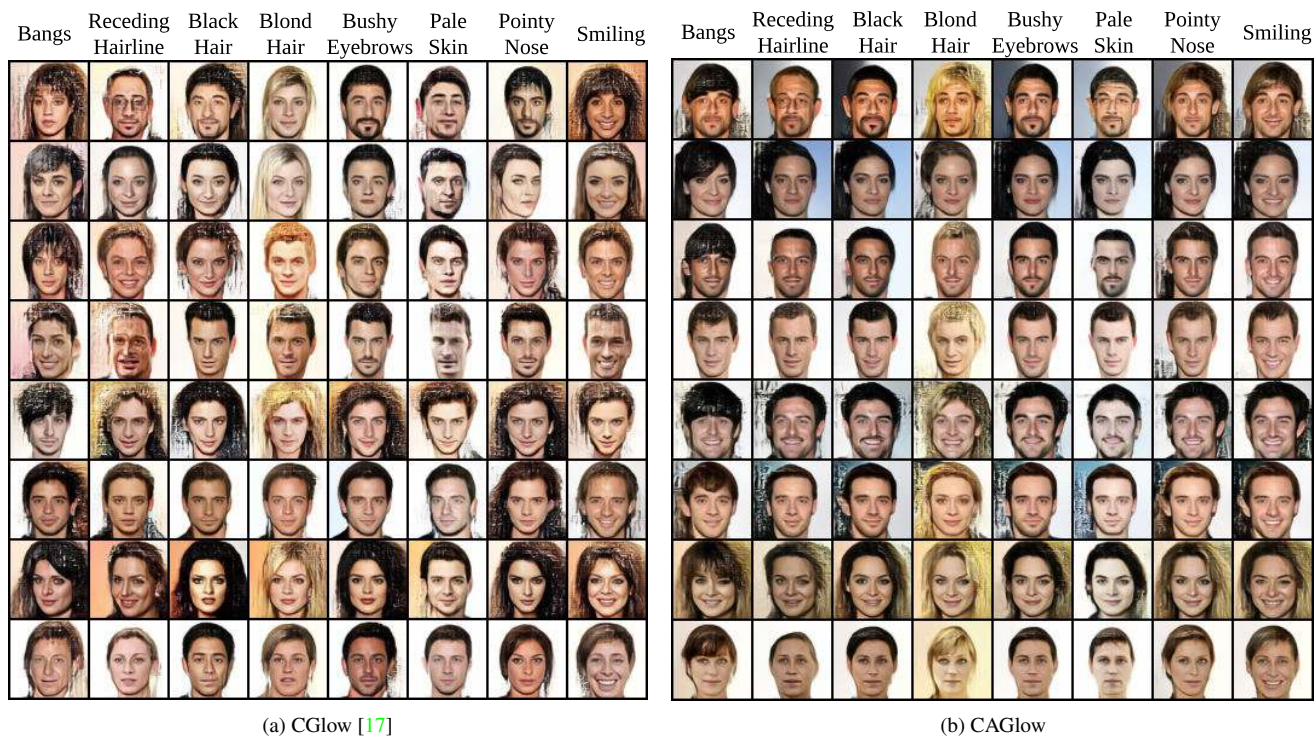 Bangs Receding Hairline Black Hair Blond Hair Bushy Eyebrows Pale Skin Pointy Nose Smiling
Bangs Receding Hairline Black Hair Blond Hair Bushy Eyebrows Pale Skin Pointy Nose Smiling
(a) CGlow [17]
(b) CAGlow